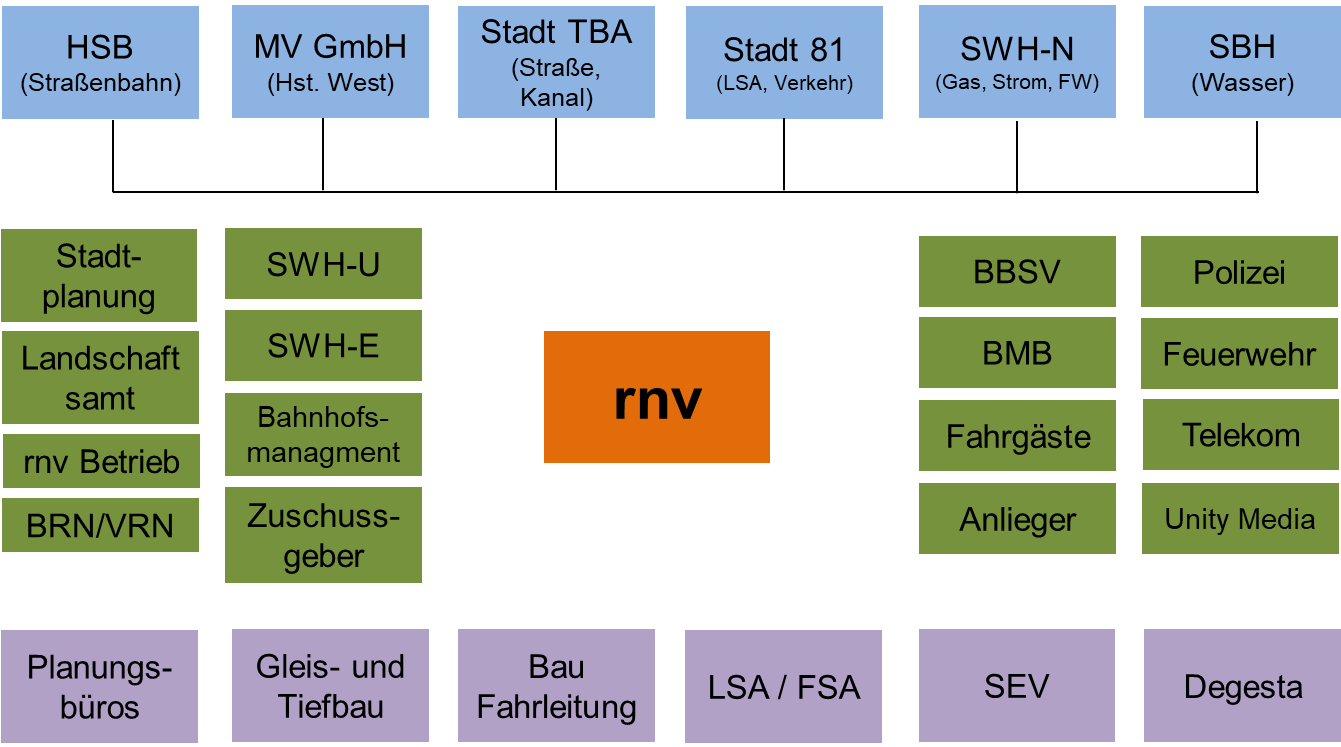 HSB
(Straßenbahn)
MV GmbH
(Hst. West)
Stadt TBA
(Straße,
Kanal)
Stadt 81
(LSA, Verkehr)
SWH-N
(Gas, Strom, FW)
SBH
(Wasser)
Stadt-
planung
Landschaft
samt
rnv Betrieb
BRN/VRN
SWH-U
SWH-E
Bahnhofs-
managment
Zuschuss-
geber
rnv
BBSV
BMB
Fahrgäste
Anlieger
Polizei
Feuerwehr
Telekom
Unity Media
Planungs-
büros
Gleis- und
Tiefbau
Bau
Fahrleitung
LSA / FSA
SEV
Degesta